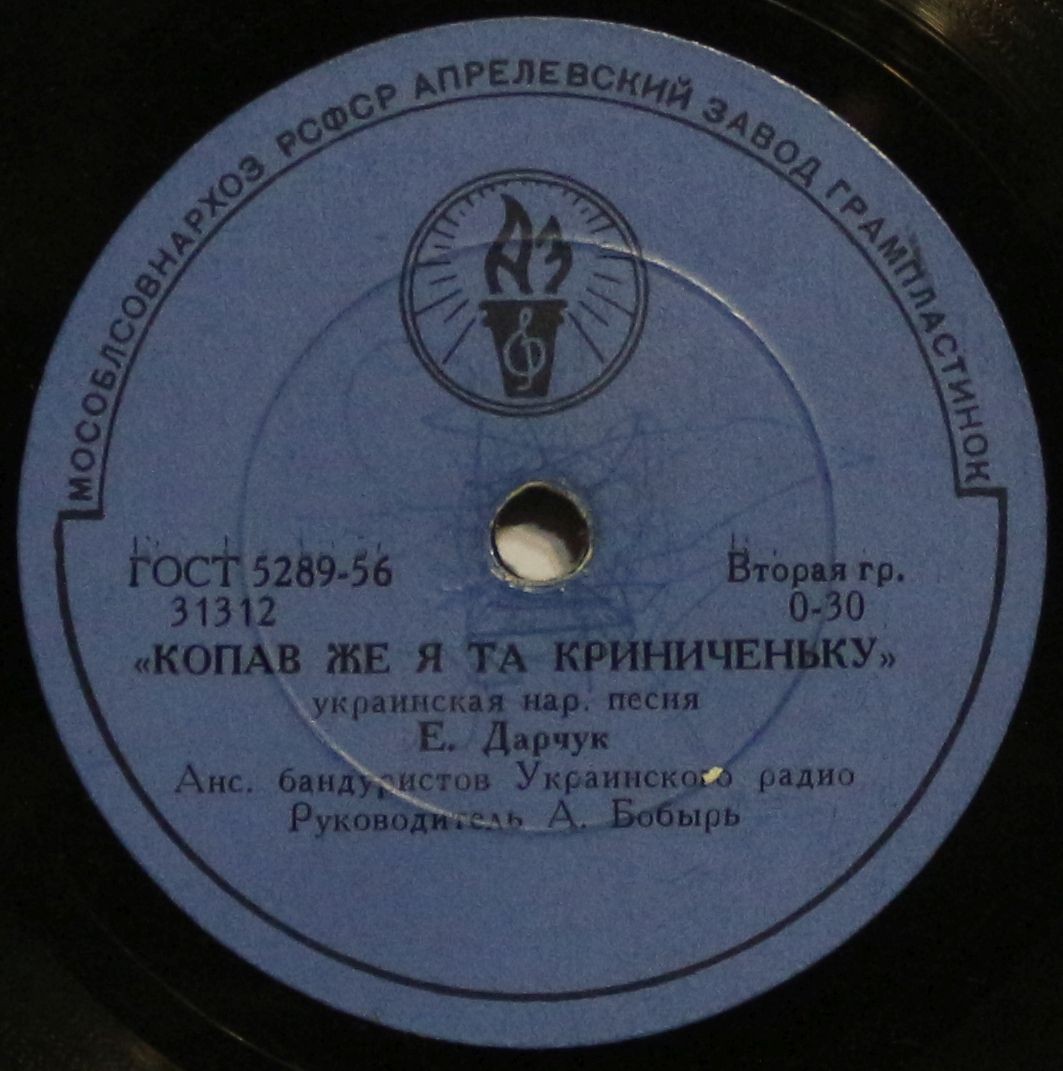 МОСОБЛСОВНАРХОЗ РСФСР АПРЕЛЕВСКИЙ ЗАВОД ГРАМПЛАСТИНОК
АЗ
ГОСТ 5289-56
Вторая гр.
31312
0-30
«КОПАВ ЖЕ Я ТА КРИНИЧЕНЬКУ»
украинская нар. песня
Е. Дарчук
Анс. бандуристов Украинского радио
Руководитель А. Бобырь